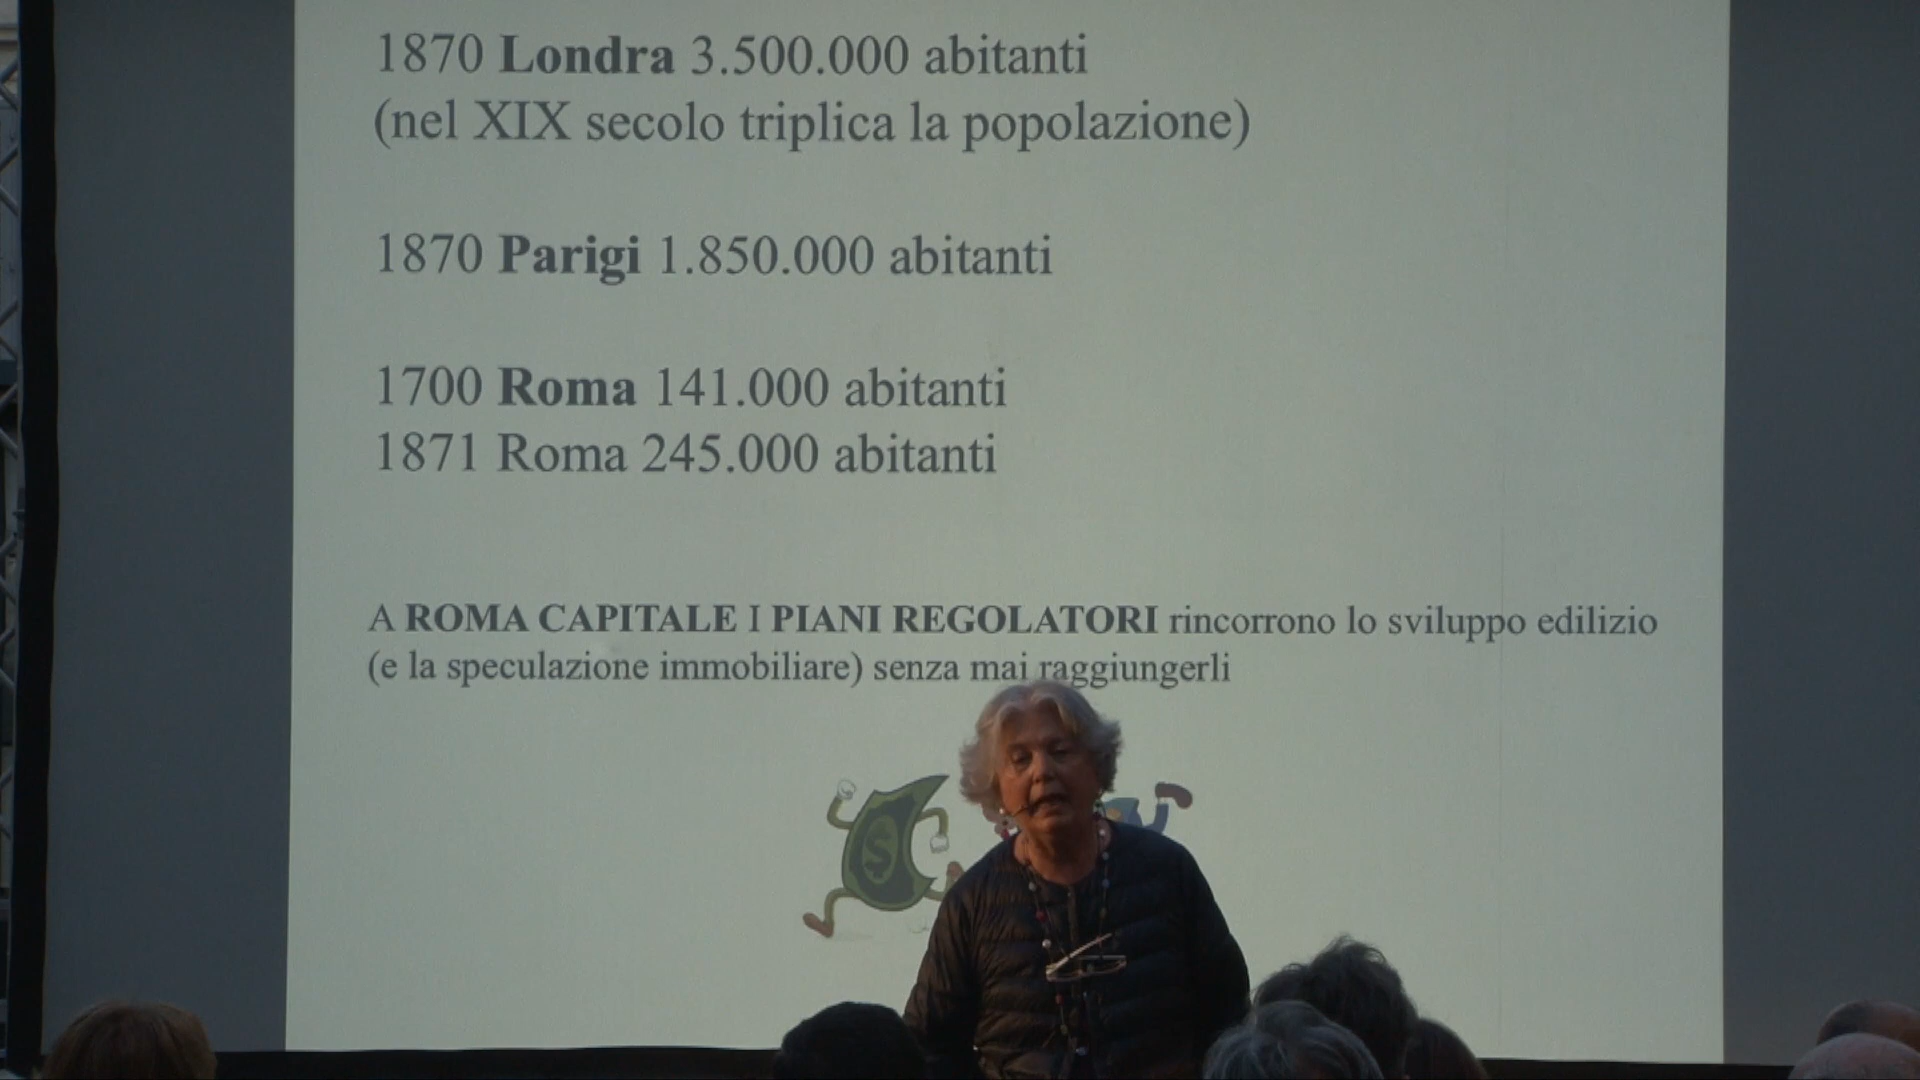 1870 Londra 3.500.000 abitanti
(nel XIX secolo triplica la popolazione)
1870 Parigi 1.850.000 abitanti
1700 Roma 141.000 abitanti
1871 Roma 245.000 abitanti
A ROMA CAPITALE I PIANI REGOLATORI rincorrono lo sviluppo edilizio
(e la speculazione immobiliare) senza mai raggiungerli
$